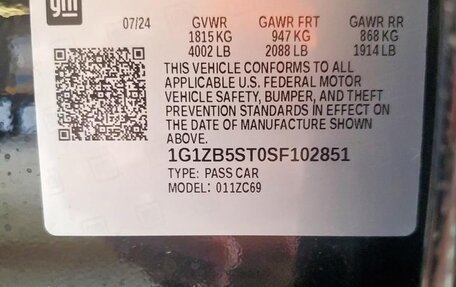 gm
07/24 GVWR GAWR FRT GAWR RR
1815 KG 947 KG 868 KG
4002 LB 2088 LB 1914 LB
THIS VEHICLE CONFORMS TO ALL
APPLICABLE U.S. FEDERAL MOTOR
VEHICLE SAFETY, BUMPER, AND THEFT
PREVENTION STANDARDS IN EFFECT ON
THE DATE OF MANUFACTURE SHOWN
ABOVE.
1G1ZB5ST0SF102851
TYPE: PASS CAR
MODEL: 011ZC69